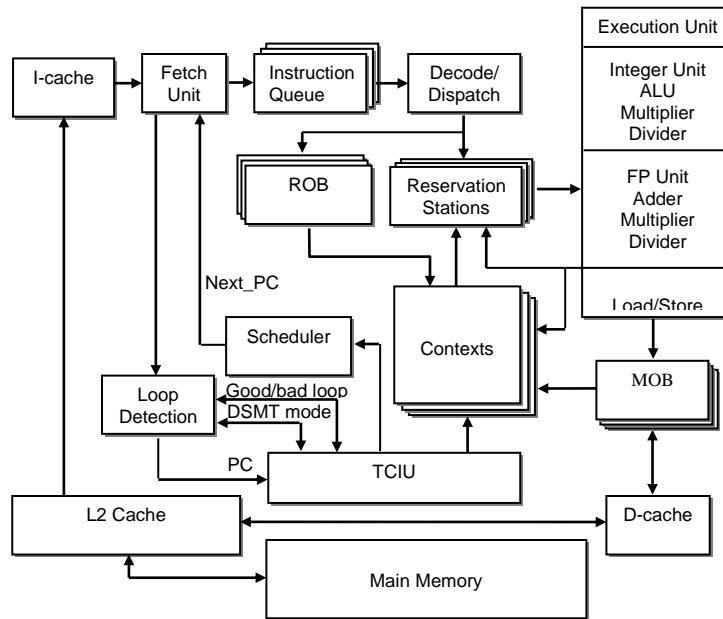 Execution Unit
I-cache
Fetch
Unit
Instruction
Queue
Decode/
Dispatch
Integer Unit
ALU
Multiplier
Divider
ROB
Reservation
Stations
FP Unit
Adder
Multiplier
Divider
Next_PC
Load/Store
Scheduler
Contexts
MOB
Loop
Detection
Good/bad loop
DSMT mode
PC
TCIU
L2 Cache
D-cache
Main Memory